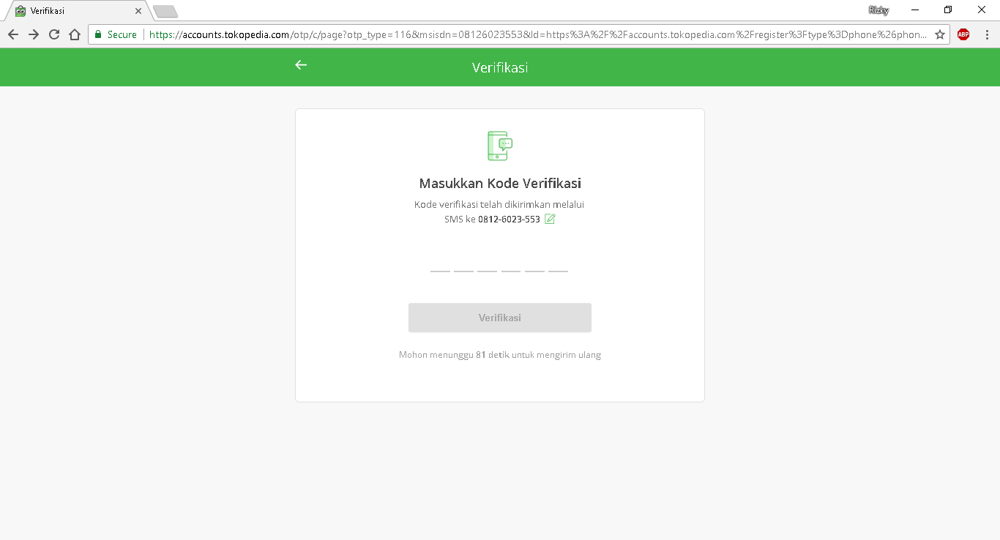 Verifikasi
Rizky
Secure
https://accounts.tokopedia.com/otp/c/page?otp_type=116&msisdn=08126023553&ld=https%3A%2F%2Faccounts.tokopedia.com%2Fregister%3Ftype%3Dphone%26phon...
ABP
Verifikasi
Masukkan Kode Verifikasi
Kode verifikasi telah dikirimkan melalui
SMS ke 0812-6023-553
Verifikasi
Mohon menunggu 81 detik untuk mengirim ulang